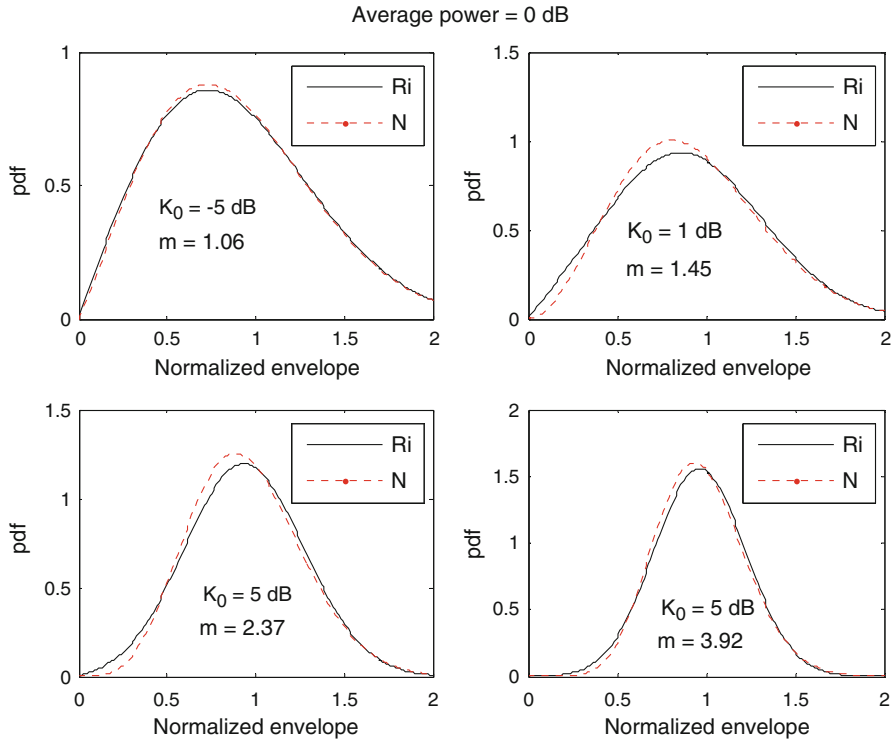 Average power = 0 dB
1
0.5
0
pdf
Ri
N
K0 = -5 dB
m = 1.06
0 0.5 1 1.5 2
Normalized envelope
1.5
1
0.5
0
pdf
Ri
N
K0 = 1 dB
m = 1.45
0 0.5 1 1.5 2
Normalized envelope
1.5
1
0.5
0
pdf
Ri
N
K0 = 5 dB
m = 2.37
0 0.5 1 1.5 2
Normalized envelope
2
1.5
1
0.5
0
pdf
Ri
N
K0 = 5 dB
m = 3.92
0 0.5 1 1.5 2
Normalized envelope